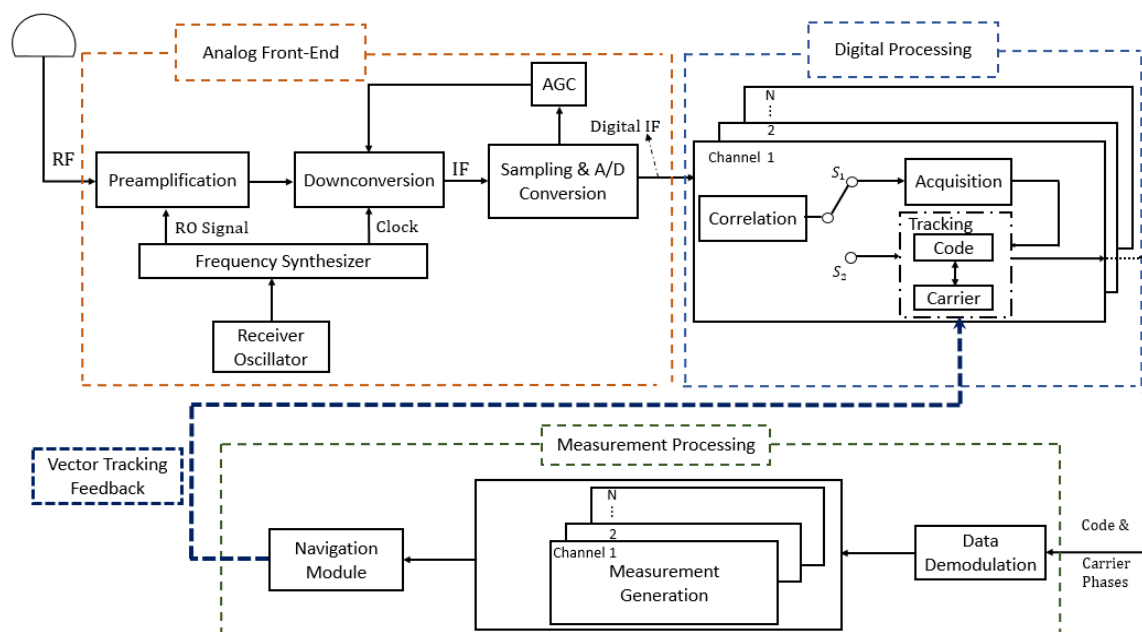 Analog Front-End
Digital Processing
AGC
N
⋮
2
Digital IF
Channel 1
RF
Preamplification
Downconversion
IF
Sampling & A/D
Conversion
S1
Acquisition
Correlation
Tracking
RO Signal
Clock
Code
Frequency Synthesizer
S2
Carrier
Receiver
Oscillator
Measurement Processing
Vector Tracking
Feedback
N
⋮
2
Channel 1
Measurement
Generation
Navigation
Module
Data
Demodulation
Code &
Carrier
Phases